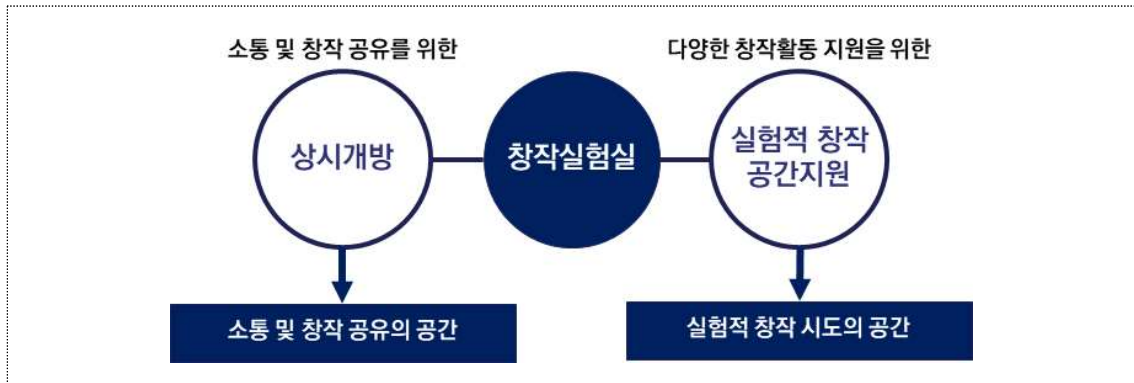 소통 및 창작 공유를 위한
다양한 창작활동 지원을 위한
상시개방
창작실험실
실험적 창작
공간지원
소통 및 창작 공유의 공간
실험적 창작 시도의 공간